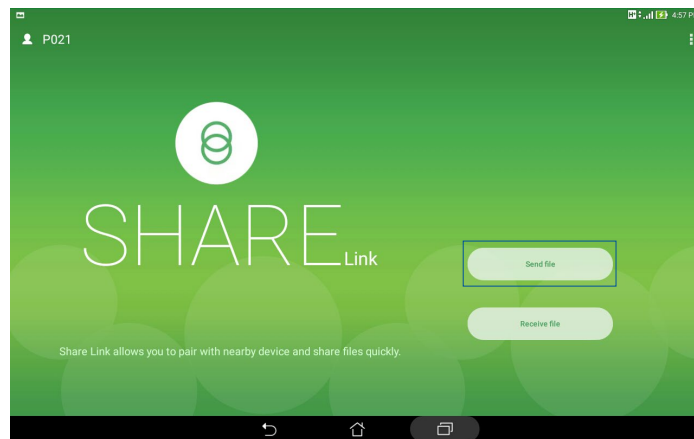 H+ 4:57 P
P021
SHARE Link
Send file
Receive file
Share Link allows you to pair with nearby device and share files quickly.